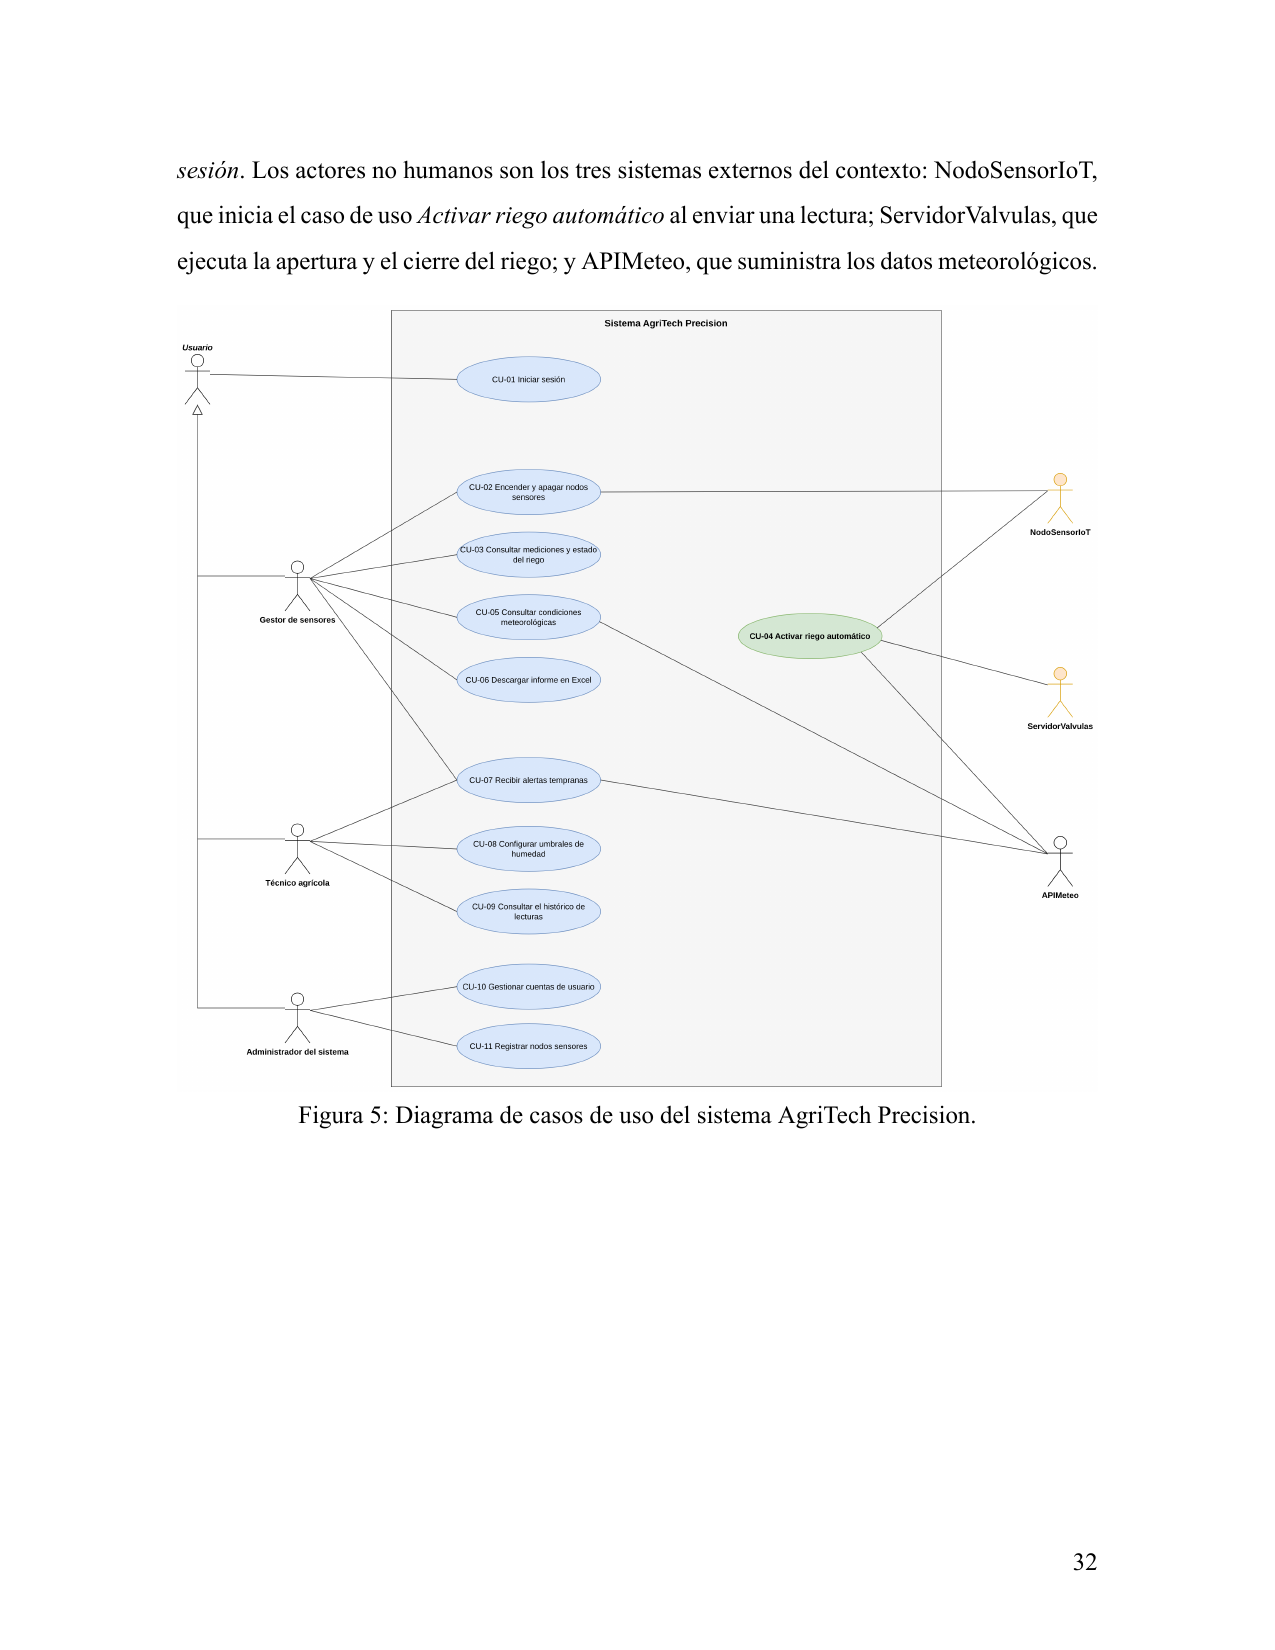 sesión. Los actores no humanos son los tres sistemas externos del contexto: NodoSensorIoT,
que inicia el caso de uso Activar riego automático al enviar una lectura; ServidorValvulas, que
ejecuta la apertura y el cierre del riego; y APIMeteo, que suministra los datos meteorológicos.
Sistema AgriTech Precision
Usuario
CU-01 Iniciar sesión
CU-02 Encender y apagar nodos
sensores
NodoSensorIoT
CU-03 Consultar mediciones y estado
del riego
Gestor de sensores
CU-05 Consultar condiciones
meteorológicas
CU-04 Activar riego automático
CU-06 Descargar informe en Excel
ServidorValvulas
CU-07 Recibir alertas tempranas
CU-08 Configurar umbrales de
humedad
Técnico agrícola
APIMeteo
CU-09 Consultar el histórico de
lecturas
CU-10 Gestionar cuentas de usuario
Administrador del sistema
CU-11 Registrar nodos sensores
Figura 5: Diagrama de casos de uso del sistema AgriTech Precision.
32